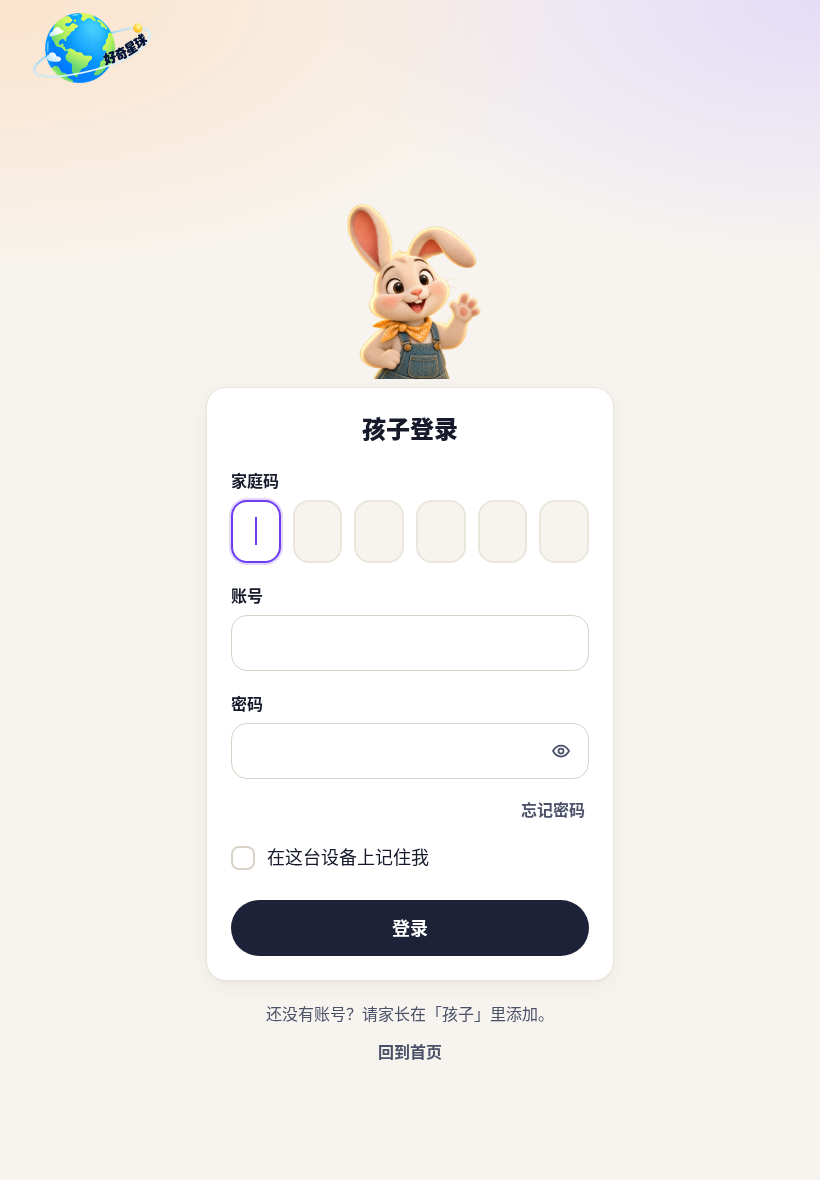 好奇星球
孩子登录
家庭码
账号
密码
忘记密码
在这台设备上记住我
登录
还没有账号？请家长在「孩子」里添加。
回到首页